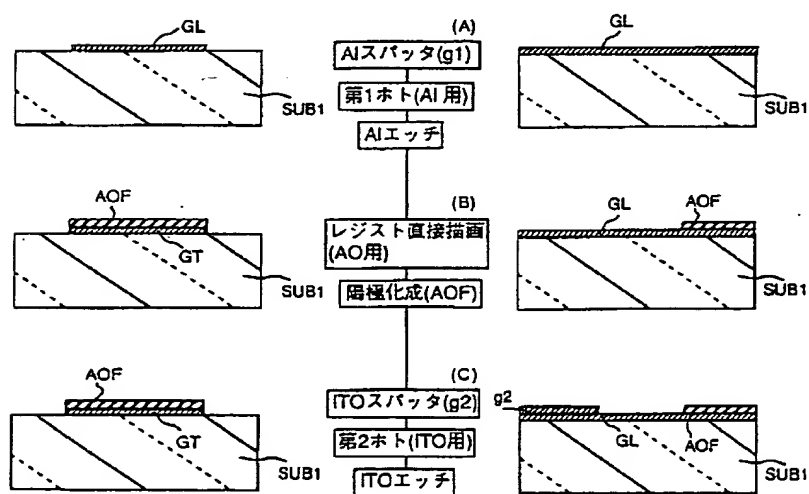 (A)
GL
SUB1
Alスパッタ(g1)
第1ホト(Al用)
Alエッチ
GL
SUB1
(B)
AOF
GT
SUB1
レジスト直接描画
(AO用)
陽極化成(AOF)
GL
AOF
SUB1
(C)
AOF
GT
SUB1
ITOスパッタ(g2)
第2ホト(ITO用)
ITOエッチ
g2
GL
AOF
SUB1